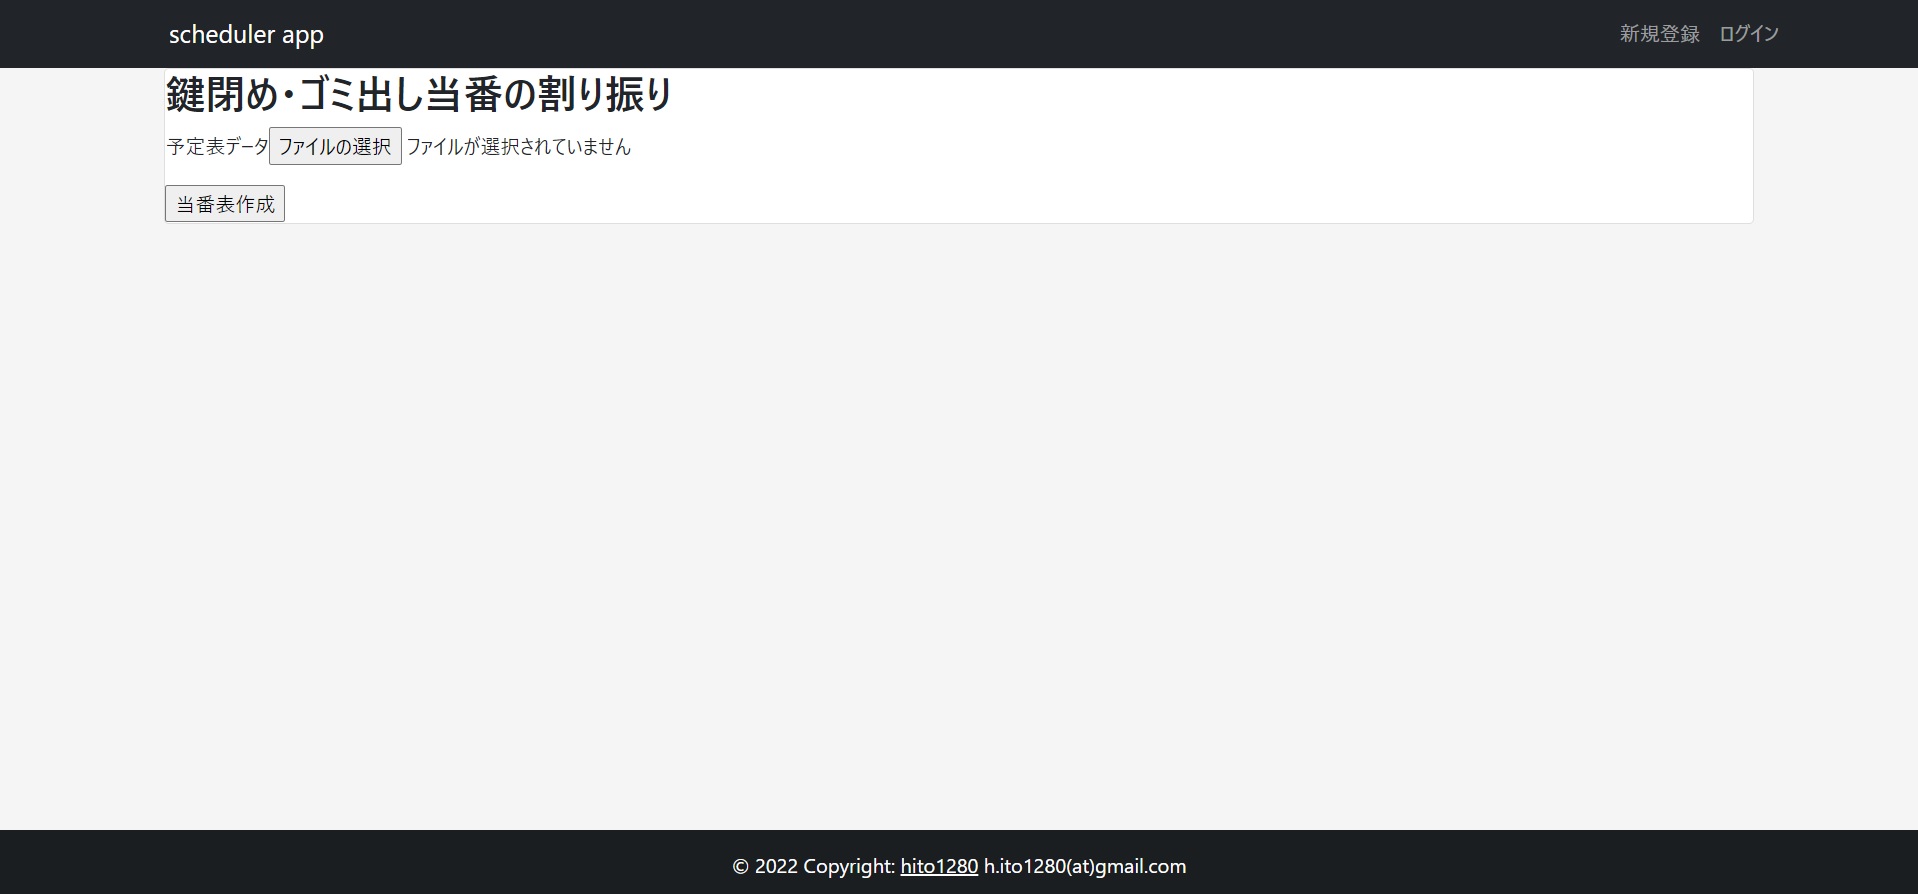 scheduler app 新規登録 ログイン
鍵閉め・ゴミ出し当番の割り振り
予定表データ ファイルの選択 ファイルが選択されていません
当番表作成
© 2022 Copyright: hito1280 h.ito1280(at)gmail.com